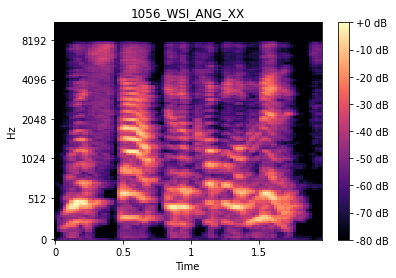 1056_WSI_ANG_XX
8192
4096
2048
1024
512
0
Hz
0
0.5
1
1.5
Time
+0 dB
-10 dB
-20 dB
-30 dB
-40 dB
-50 dB
-60 dB
-70 dB
-80 dB